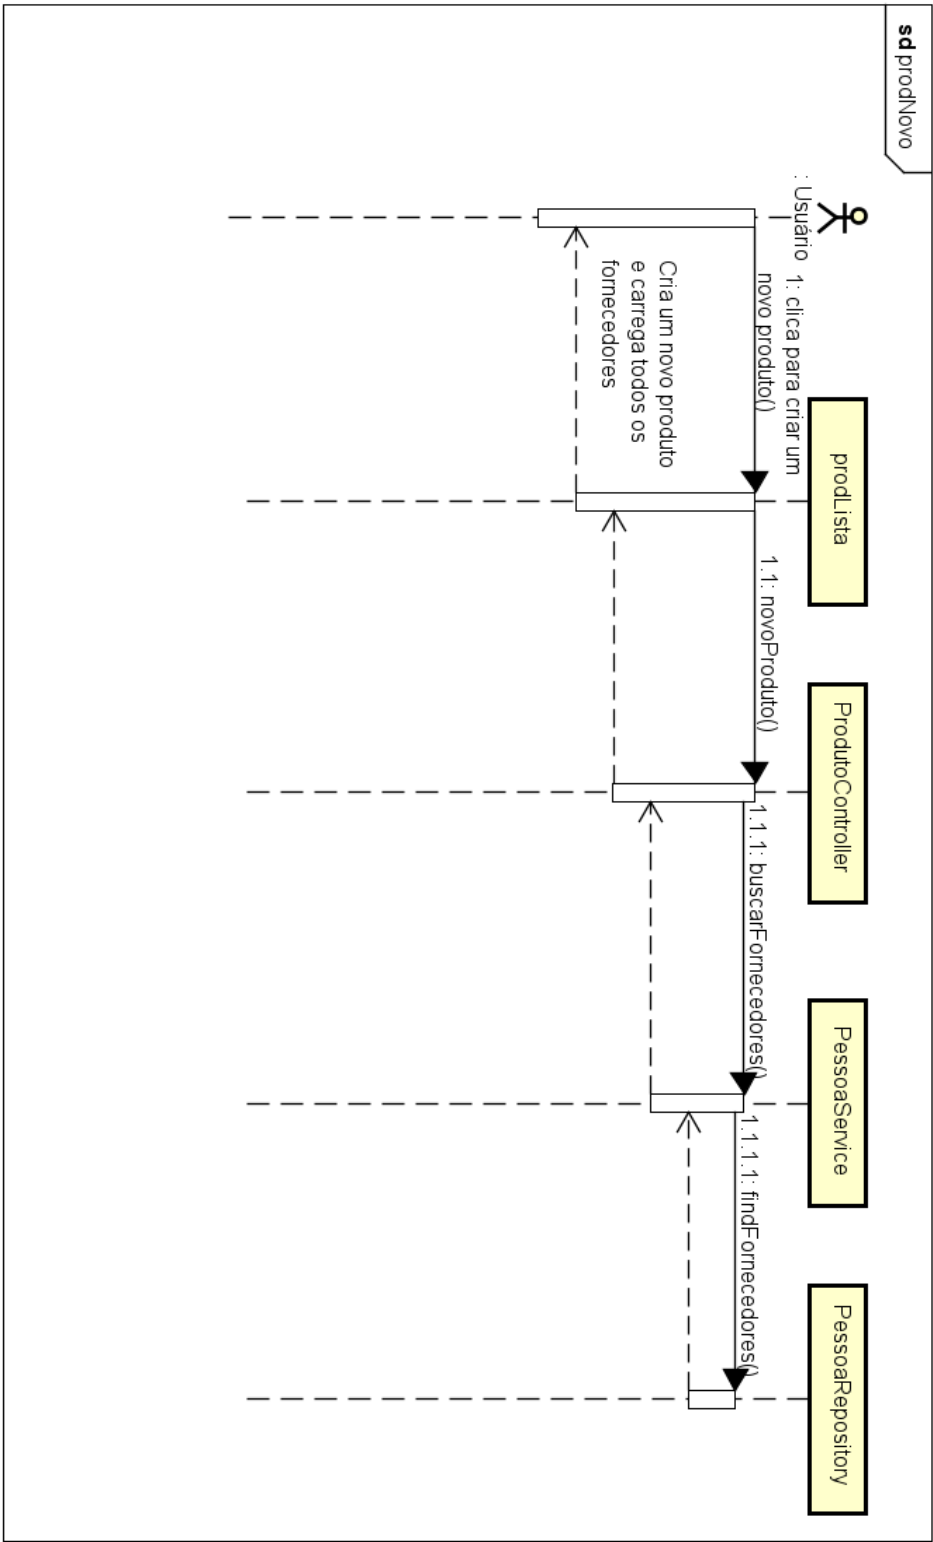 sd prodNovo
: Usuário
prodLista
ProdutoController
PessoaService
PessoaRepository
1: clica para criar um
novo produto()
1.1: novoProduto()
1.1.1: buscarFornecedores()
1.1.1.1: findFornecedores()
Cria um novo produto
e carrega todos os
fornecedores